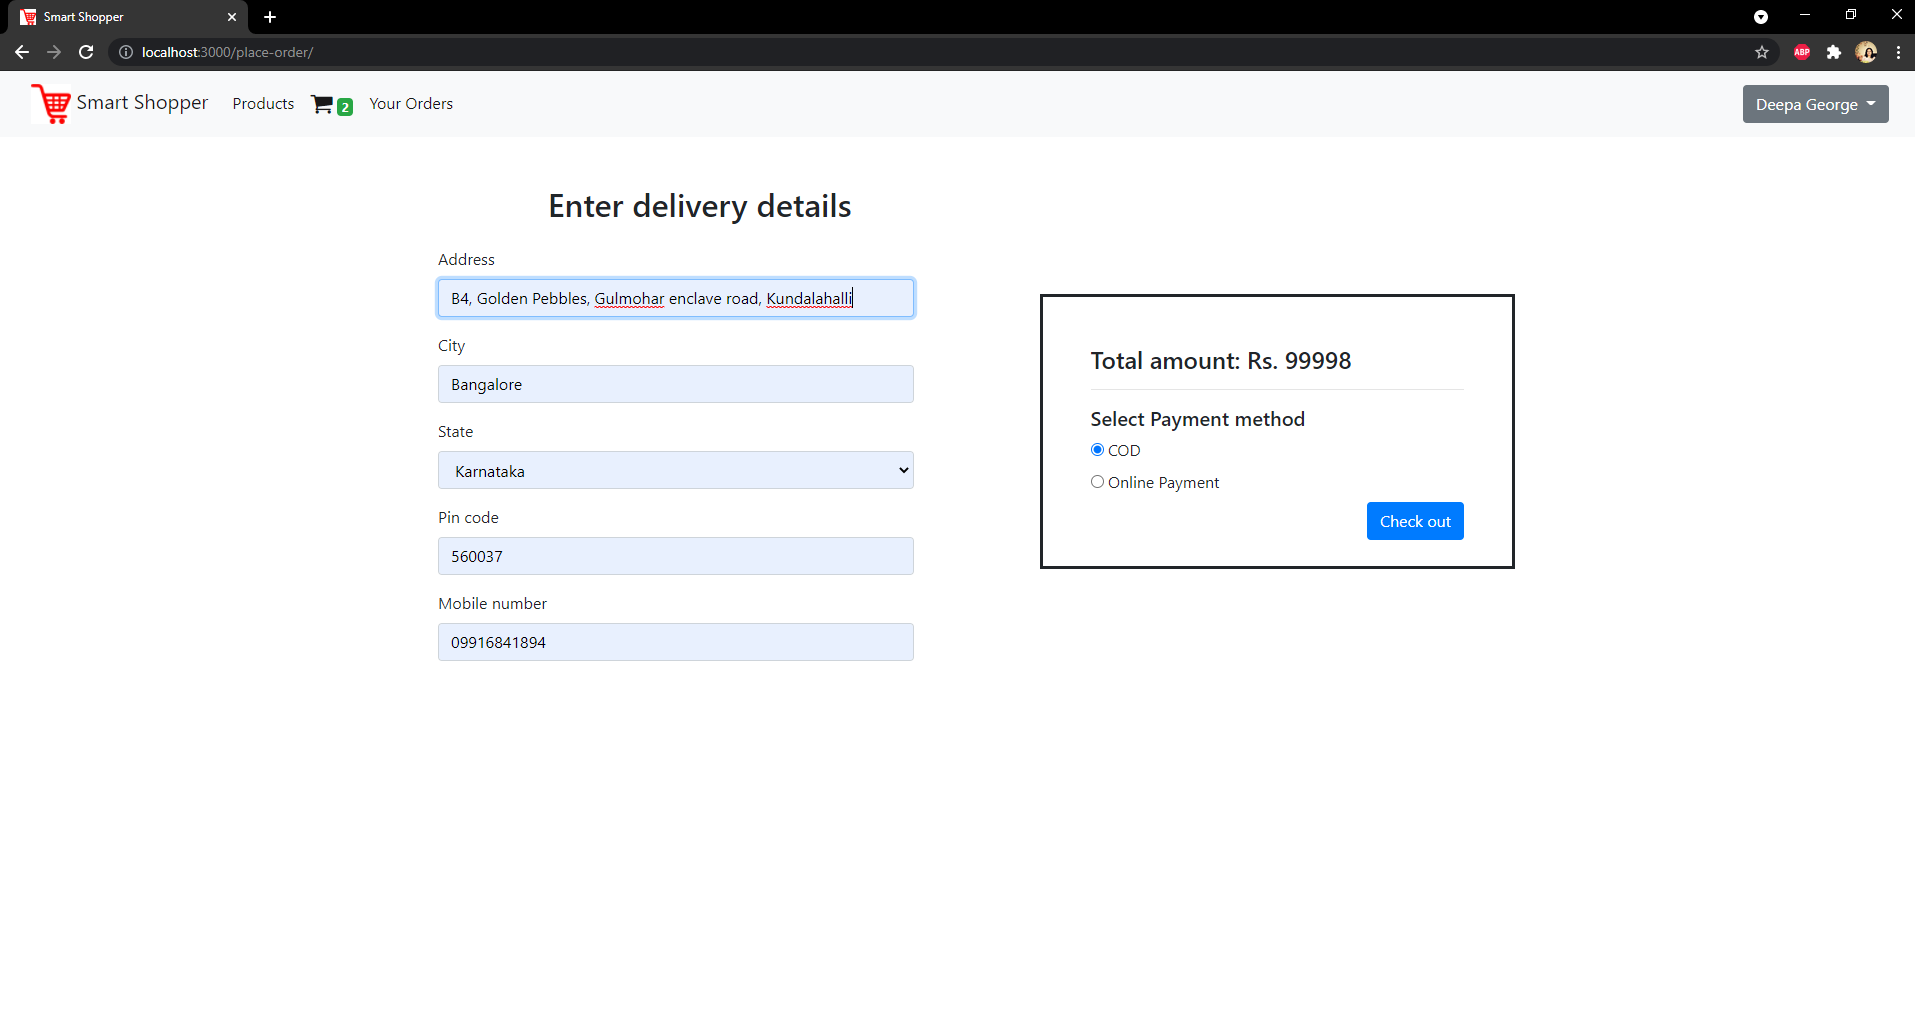 Smart Shopper
localhost:3000/place-order/
ABP
Smart Shopper Products 2 Your Orders Deepa George
Enter delivery details
Address
B4, Golden Pebbles, Gulmohar enclave road, Kundalahalli
City
Bangalore
State
Karnataka
Pin code
560037
Mobile number
09916841894
Total amount: Rs. 99998
Select Payment method
COD
Online Payment
Check out